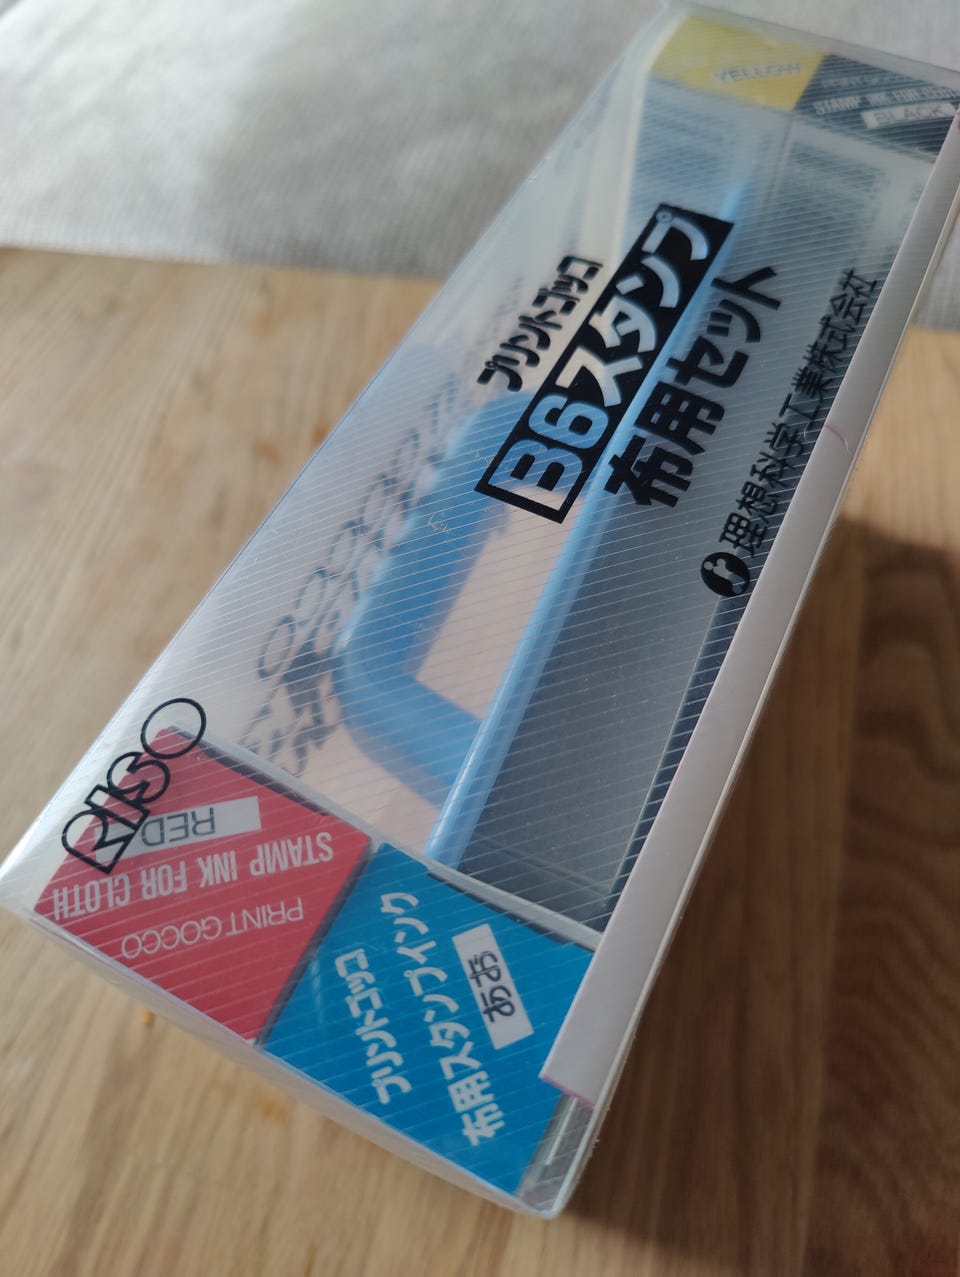 YELLOW
STAMP INK FOR CLOTH
BLACK
プリントゴッコ
B6スタンプ
布用セット
理想科学工業株式会社
RISO
RED
STAMP INK FOR CLOTH
PRINT GOCCO
プリントゴッコ
布用スタンプインク
あお